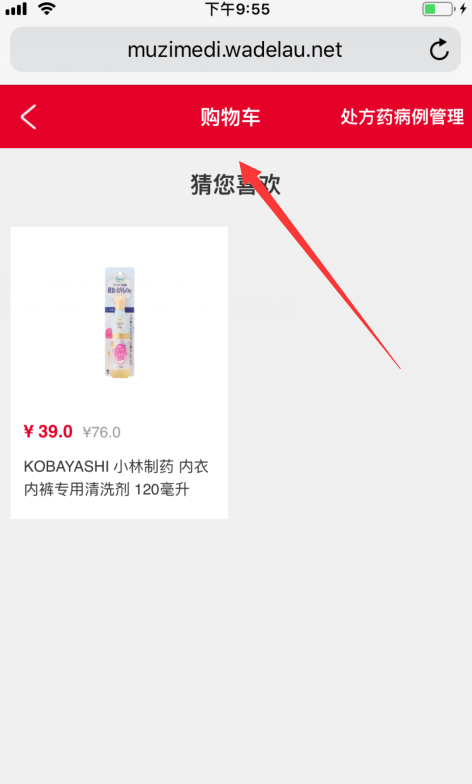 下午9:55
muzimedi.wadelau.net
购物车
处方药病例管理
猜您喜欢
¥ 39.0 ¥76.0
KOBAYASHI 小林制药 内衣
内裤专用清洗剂 120毫升